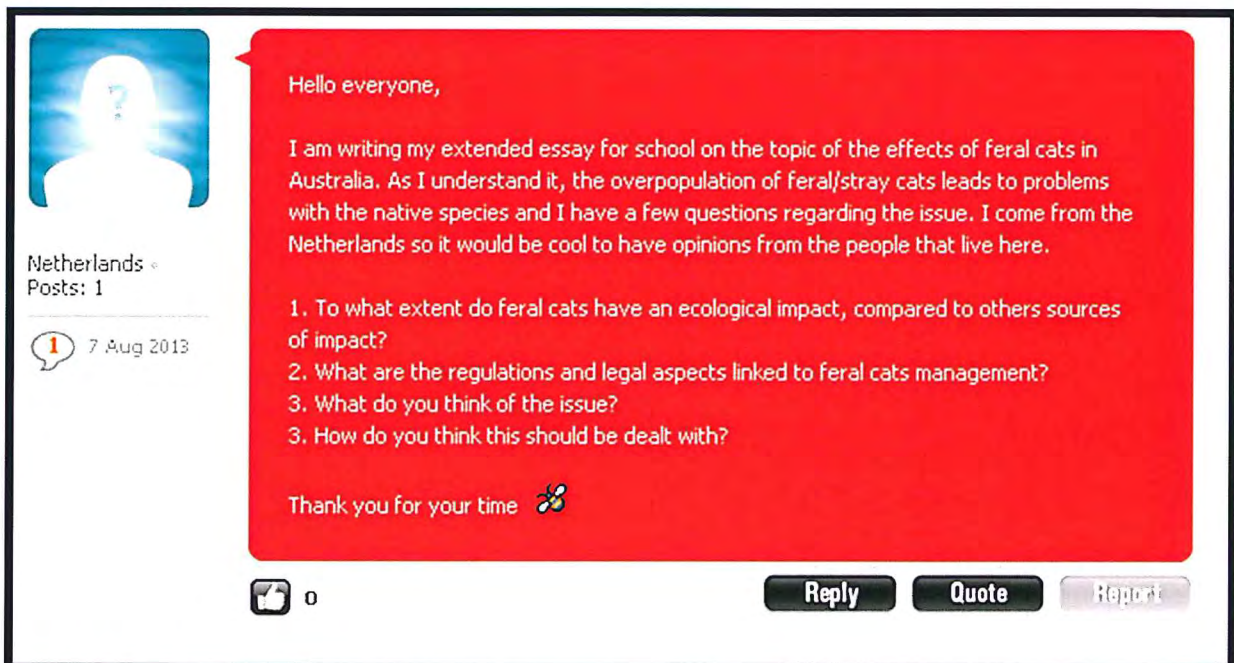 Netherlands
Posts: 1
1 7 Aug 2013
Hello everyone,
I am writing my extended essay for school on the topic of the effects of feral cats in
Australia. As I understand it, the overpopulation of feral/stray cats leads to problems
with the native species and I have a few questions regarding the issue. I come from the
Netherlands so it would be cool to have opinions from the people that live here.
1. To what extent do feral cats have an ecological impact, compared to others sources
of impact?
2. What are the regulations and legal aspects linked to feral cats management?
3. What do you think of the issue?
3. How do you think this should be dealt with?
Thank you for your time
0
Reply Quote Report